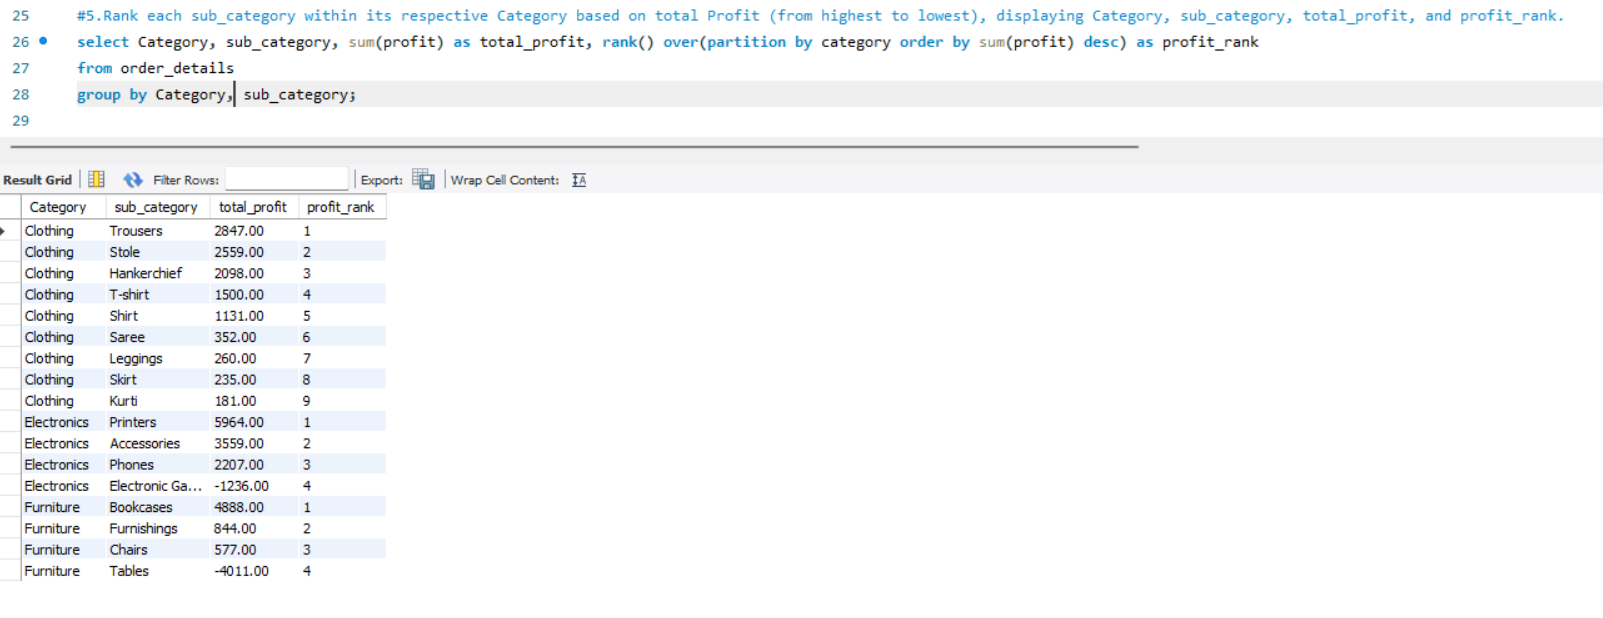 25 #5.Rank each sub_category within its respective Category based on total Profit (from highest to lowest), displaying Category, sub_category, total_profit, and profit_rank.
26 select Category, sub_category, sum(profit) as total_profit, rank() over(partition by category order by sum(profit) desc) as profit_rank
27 from order_details
28 group by Category, sub_category;
29
Result Grid Filter Rows: Export: Wrap Cell Content:
Category sub_category total_profit profit_rank
Clothing Trousers 2847.00 1
Clothing Stole 2559.00 2
Clothing Hankerchief 2098.00 3
Clothing T-shirt 1500.00 4
Clothing Shirt 1131.00 5
Clothing Saree 352.00 6
Clothing Leggings 260.00 7
Clothing Skirt 235.00 8
Clothing Kurti 181.00 9
Electronics Printers 5964.00 1
Electronics Accessories 3559.00 2
Electronics Phones 2207.00 3
Electronics Electronic Ga... -1236.00 4
Furniture Bookcases 4888.00 1
Furniture Furnishings 844.00 2
Furniture Chairs 577.00 3
Furniture Tables -4011.00 4